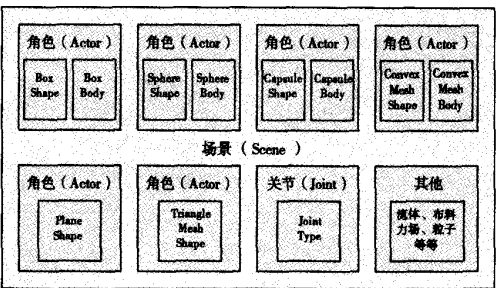 角色 ( Actor )
角色 ( Actor )
角色 ( Actor )
角色 ( Actor )
Box Shape
Box Body
Sphere Shape
Sphere Body
Capsule Shape
Capsule Body
Convex Mesh Shape
Convex Mesh Body
场景 ( Scene )
角色 ( Actor )
角色 ( Actor )
关节 ( Joint )
其他
Plane Shape
Triangle Mesh Shape
Joint Type
流体、布料
力场、粒子
等等